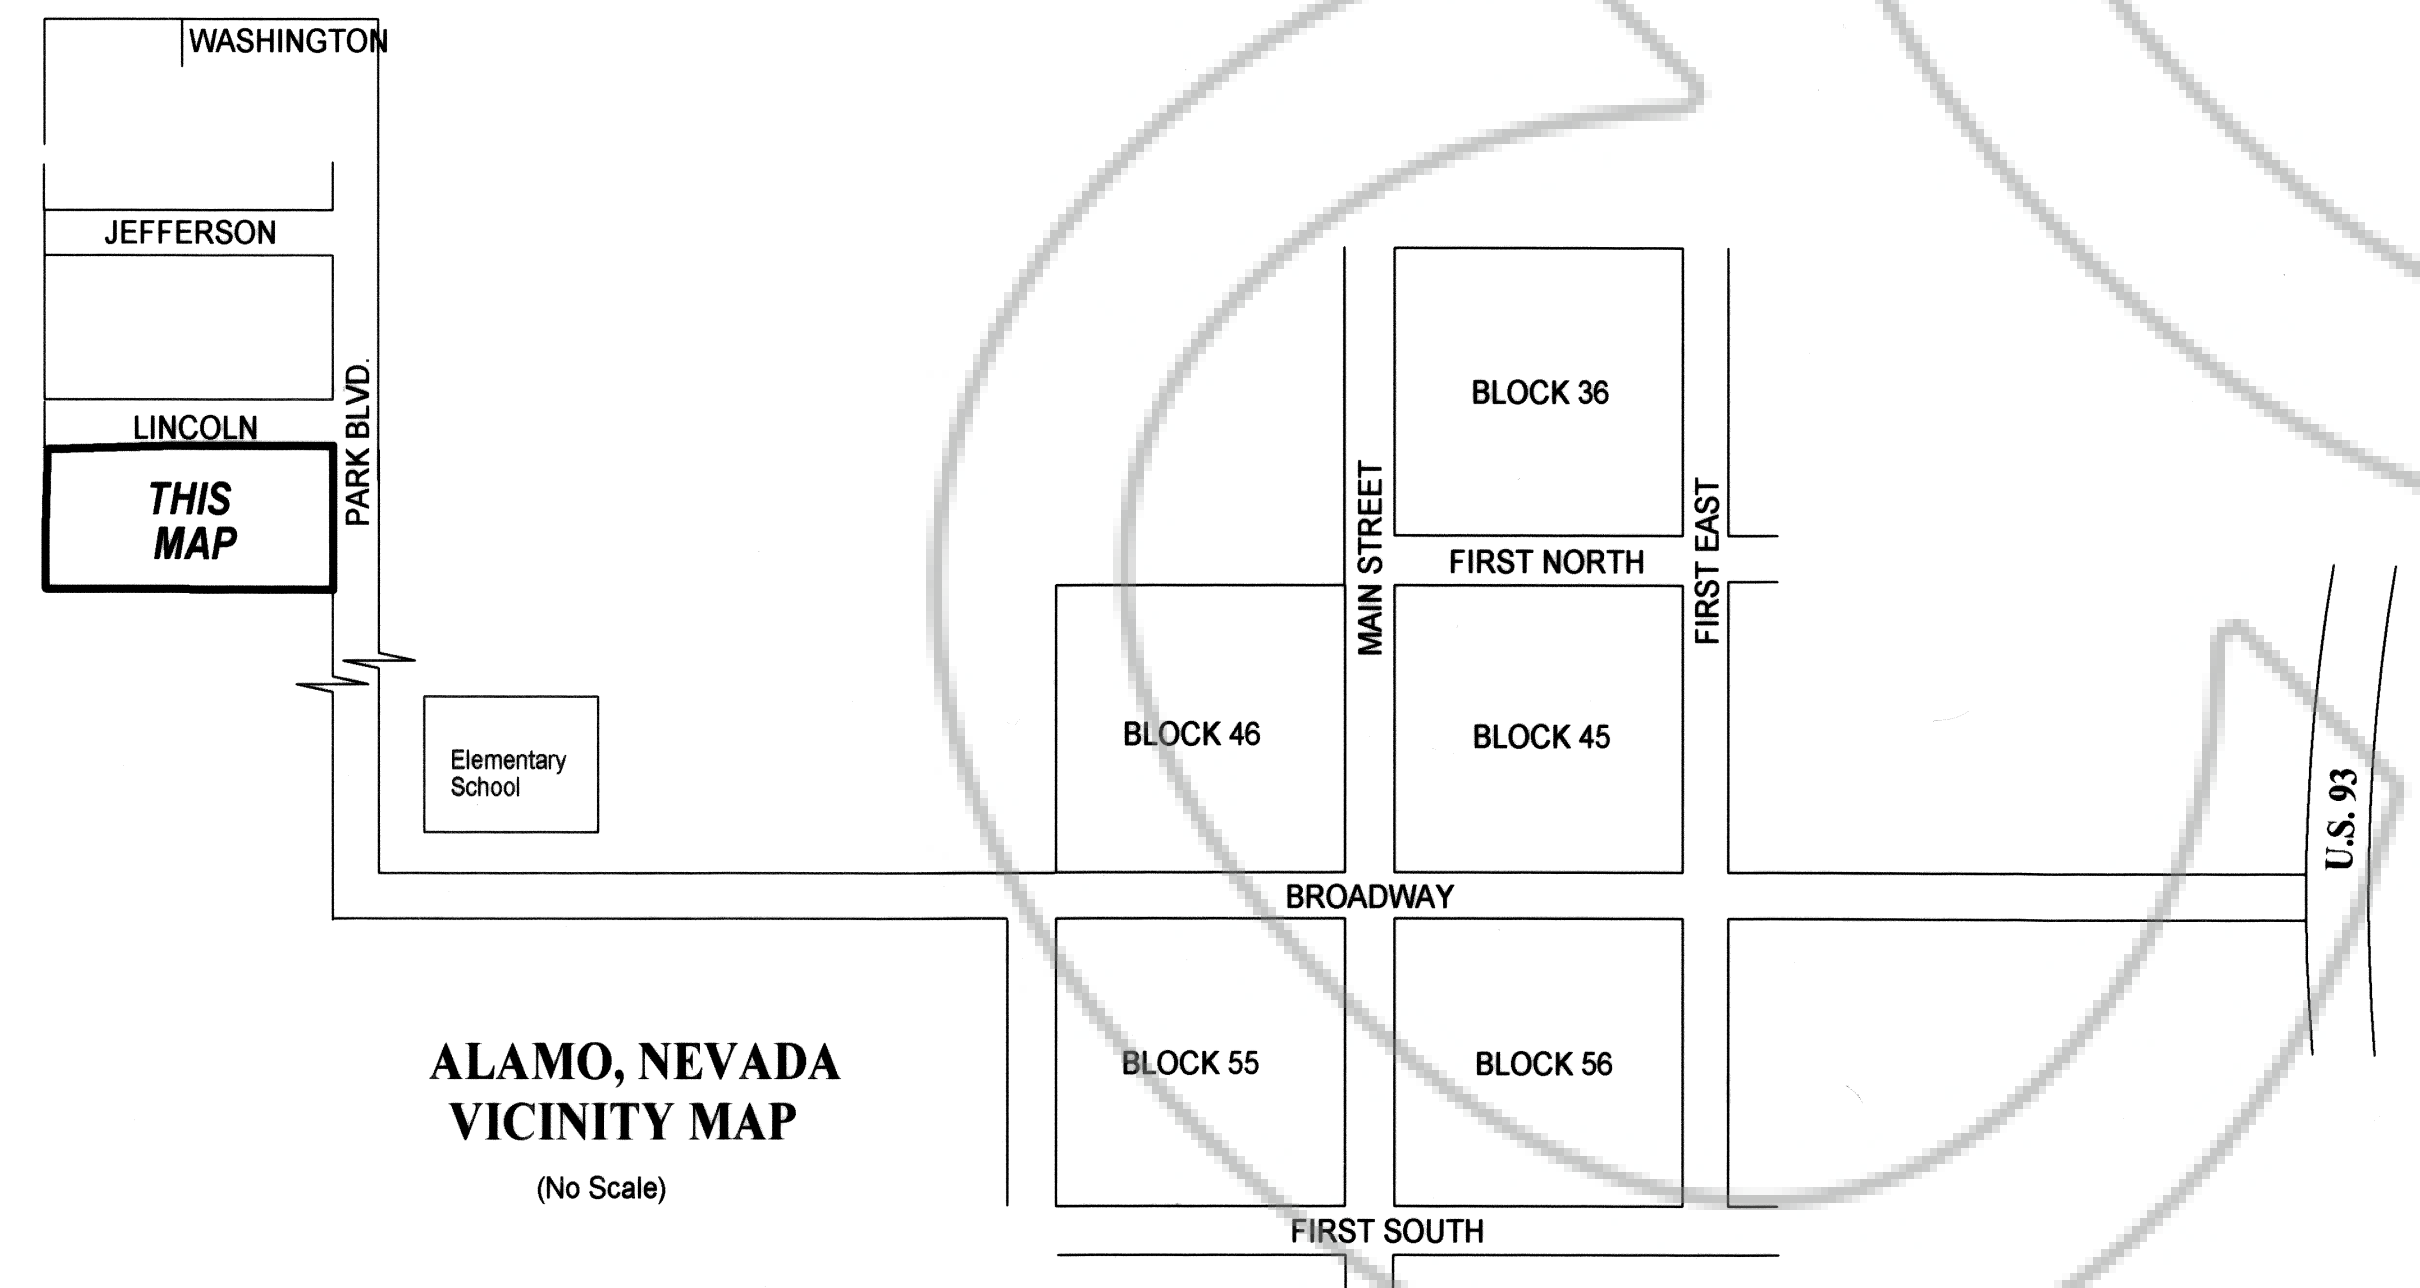 WASHINGTON
JEFFERSON
LINCOLN
PARK BLVD.
THIS
MAP
BLOCK 36
MAIN STREET
FIRST EAST
FIRST NORTH
BLOCK 46
BLOCK 45
Elementary
School
U.S. 93
BROADWAY
BLOCK 55
BLOCK 56
ALAMO, NEVADA
VICINITY MAP
(No Scale)
FIRST SOUTH